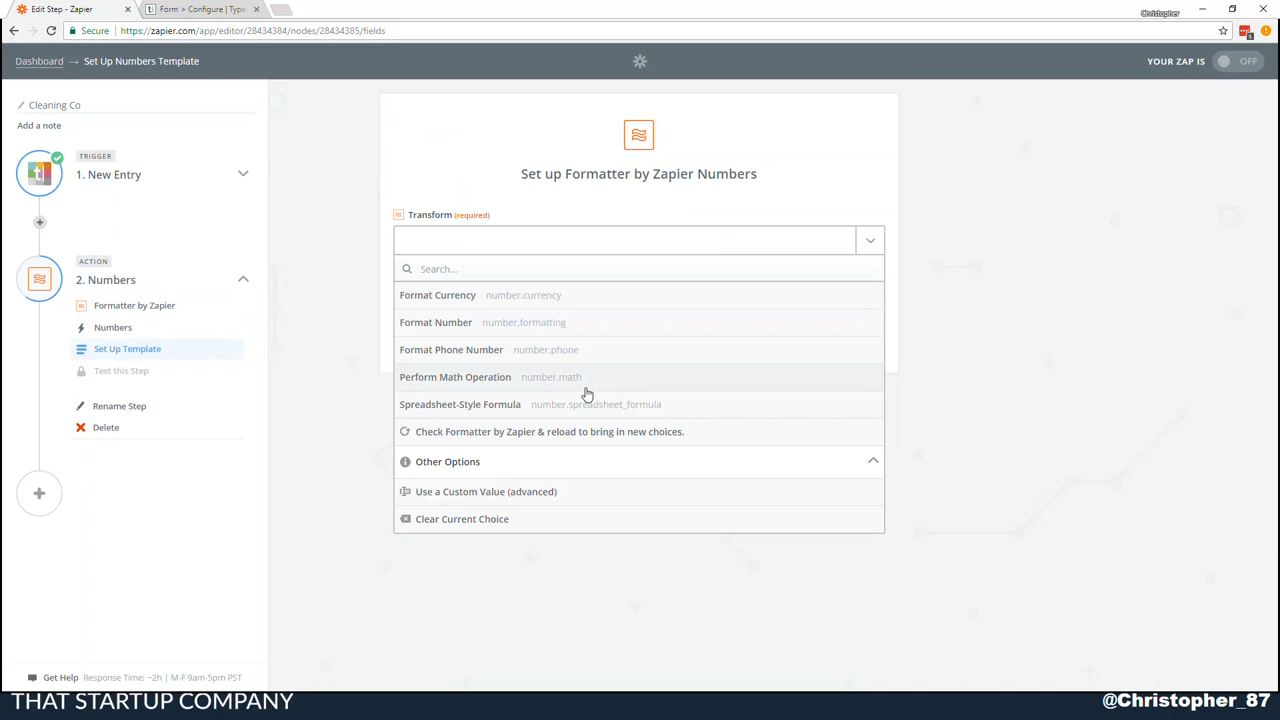 Edit Step - Zapier
Form > Configure | Type
Christopher
Secure
https://zapier.com/app/editor/28434384/nodes/28434385/fields
Dashboard → Set Up Numbers Template
YOUR ZAP IS
OFF
Cleaning Co
Add a note
TRIGGER
1. New Entry
ACTION
2. Numbers
Formatter by Zapier
Numbers
Set Up Template
Test this Step
Rename Step
Delete
Get Help Response Time: ~2h | M-F 9am-5pm PST
Set up Formatter by Zapier Numbers
Transform (required)
Search...
Format Currency number.currency
Format Number number.formatting
Format Phone Number number.phone
Perform Math Operation number.math
Spreadsheet-Style Formula number.spreadsheet_formula
Check Formatter by Zapier & reload to bring in new choices.
Other Options
Use a Custom Value (advanced)
Clear Current Choice
THAT STARTUP COMPANY
@Christopher_87